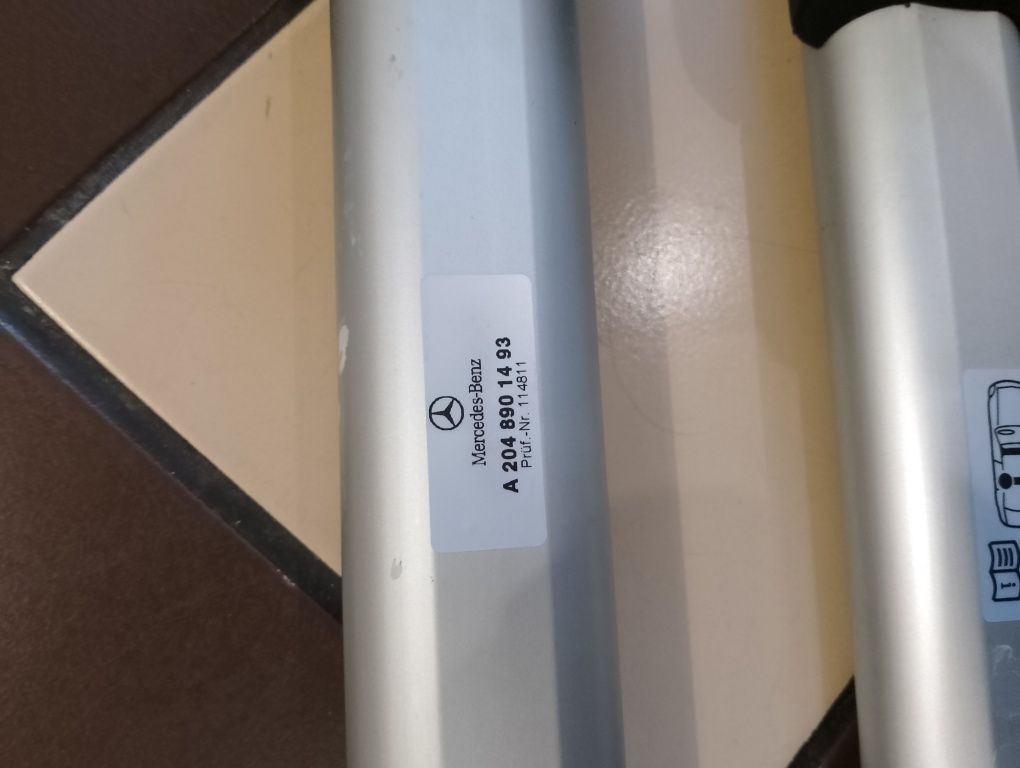 Mercedes-Benz
A 204 890 14 93
Prüf.-Nr. 114811
i